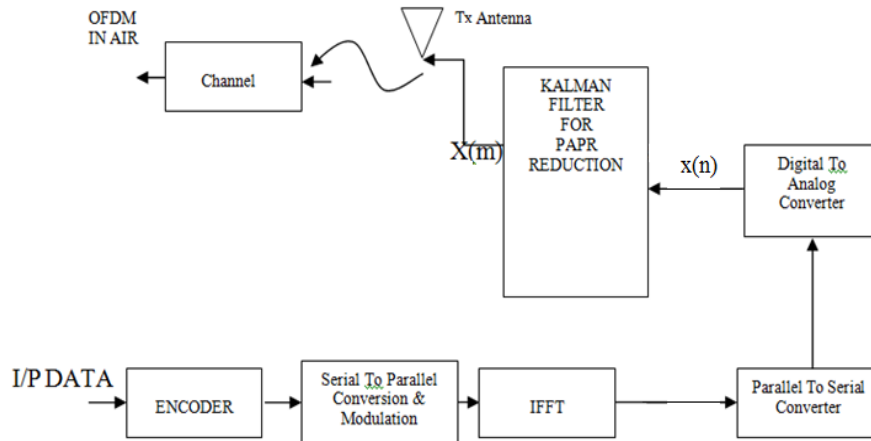 OFDM
IN AIR
Tx Antenna
Channel
KALMAN
FILTER
FOR
PAPR
REDUCTION
X(m)
x(n)
Digital To
Analog
Converter
I/P DATA
ENCODER
Serial To Parallel
Conversion &
Modulation
IFFT
Parallel To Serial
Converter